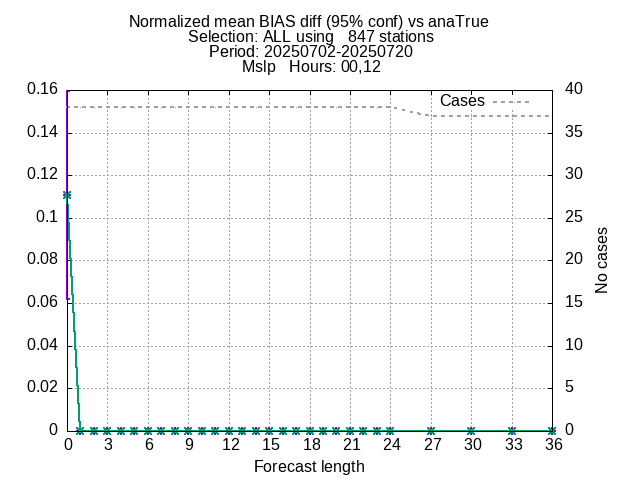 Normalized mean BIAS diff (95% conf) vs anaTrue
Selection: ALL using   847 stations
Period: 20250702-20250720
Mslp   Hours: 00,12
Cases
0.16
0.14
0.12
0.1
0.08
0.06
0.04
0.02
0
40
35
30
25
20
15
10
5
0
No cases
0 3 6 9 12 15 18 21 24 27 30 33 36
Forecast length